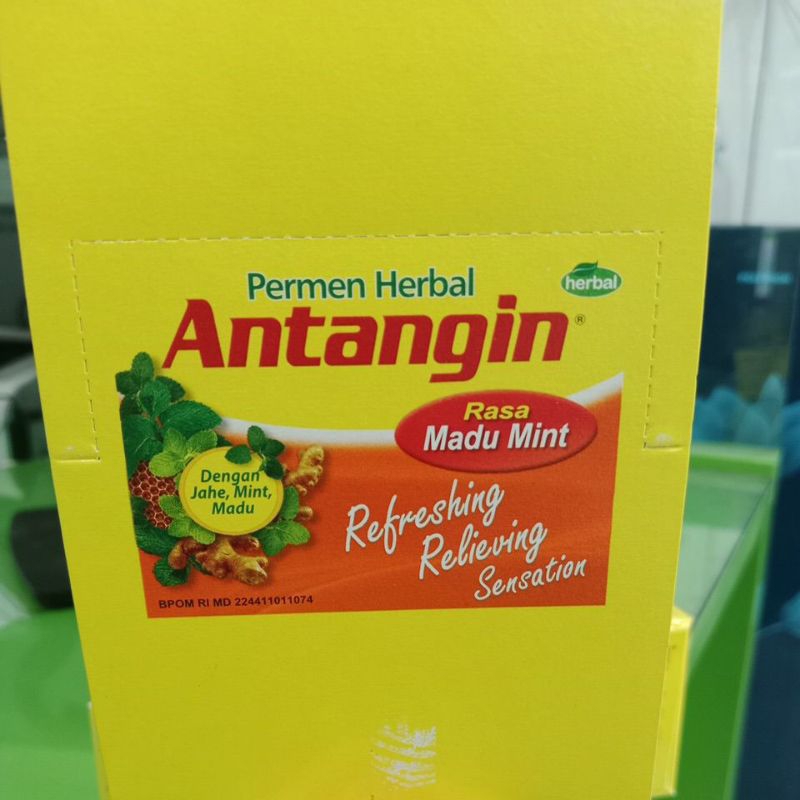 Permen Herbal
herbal
Antangin®
Rasa
Madu Mint
Dengan
Jahe, Mint,
Madu
Refreshing
Relieving
Sensation
BPOM RI MD 224411011074